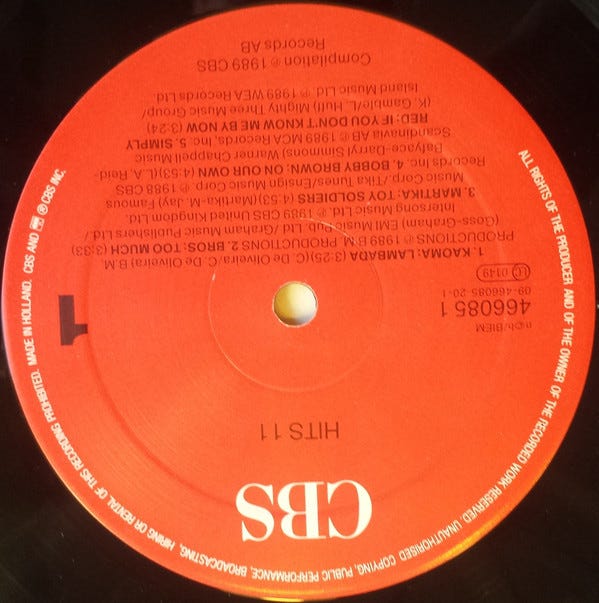 CBS
HITS 11
n©b/BIEM
466085 1
09-466085-20-1
LC 0149
1
1. KAOMA: LAMBADA (3:25)(C. De Oliveira/C. De Oliveira) B.M.
PRODUCTIONS ℗ 1989 B.M. PRODUCTIONS 2. BROS: TOO MUCH (3:33)
(Goss-Graham) EMI Music Pub. Ltd/Graham Music Publishers/
Intersong Music Ltd. ℗ 1989 CBS United Kingdom Ltd.
3. MARTIKA: TOY SOLDIERS (4:53)(Martika-M. Jay) Famous
Music Corp./Tika Tunes/Ensign Music Corp ℗ 1988 CBS
Records Inc. 4. BOBBY BROWN: ON OUR OWN (4:53)(L.A. Reid-
Bafyace-Darryl Simmons) Warner Chappell Music
Scandinavia AB ℗ 1989 MCA Records, Inc. 5. SIMPLY
RED: IF YOU DON'T KNOW ME BY NOW (3:24)
(K. Gamble/L. Huff) Mighty Three Music Group/
Island Music Ltd. ℗ 1989 WEA Records Ltd.
Compilation ℗ 1989 CBS
Records AB
ALL RIGHTS OF THE PRODUCER AND OF THE OWNER OF THE RECORDED WORK RESERVED. UNAUTHORISED COPYING, PUBLIC PERFORMANCE, BROADCASTING, HIRING OR RENTAL OF THIS RECORDING PROHIBITED. MADE IN HOLLAND. CBS AND ® CBS INC.